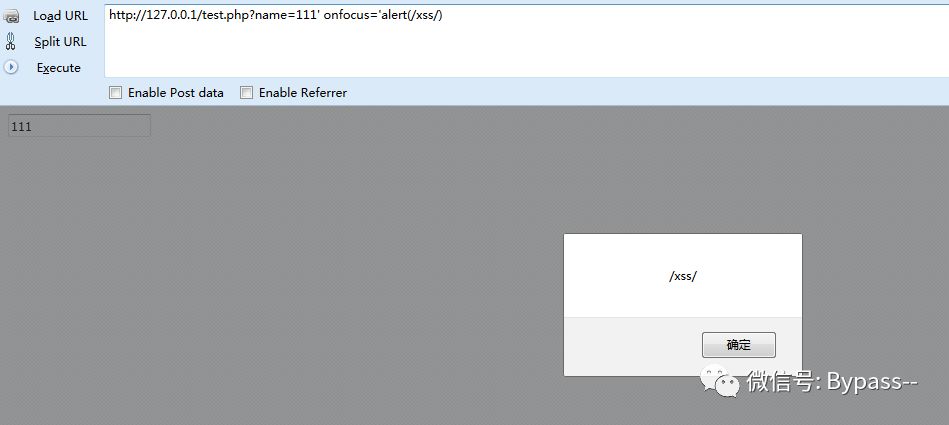 Load URL
http://127.0.0.1/test.php?name=111' onfocus='alert(/xss/)
Split URL
Execute
Enable Post data
Enable Referrer
111
/xss/
确定
微信号: Bypass--